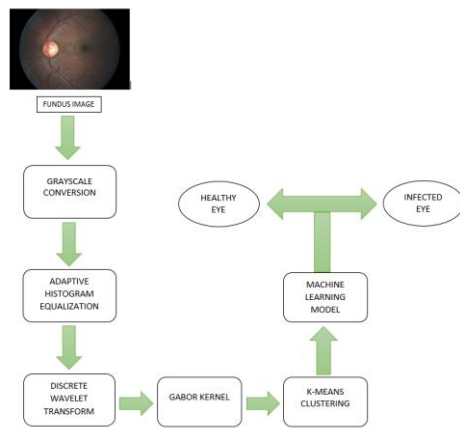 FUNDUS IMAGE
GRAYSCALE
CONVERSION
ADAPTIVE
HISTOGRAM
EQUALIZATION
DISCRETE
WAVELET
TRANSFORM
GABOR KERNEL
K-MEANS
CLUSTERING
MACHINE
LEARNING
MODEL
HEALTHY
EYE
INFECTED
EYE